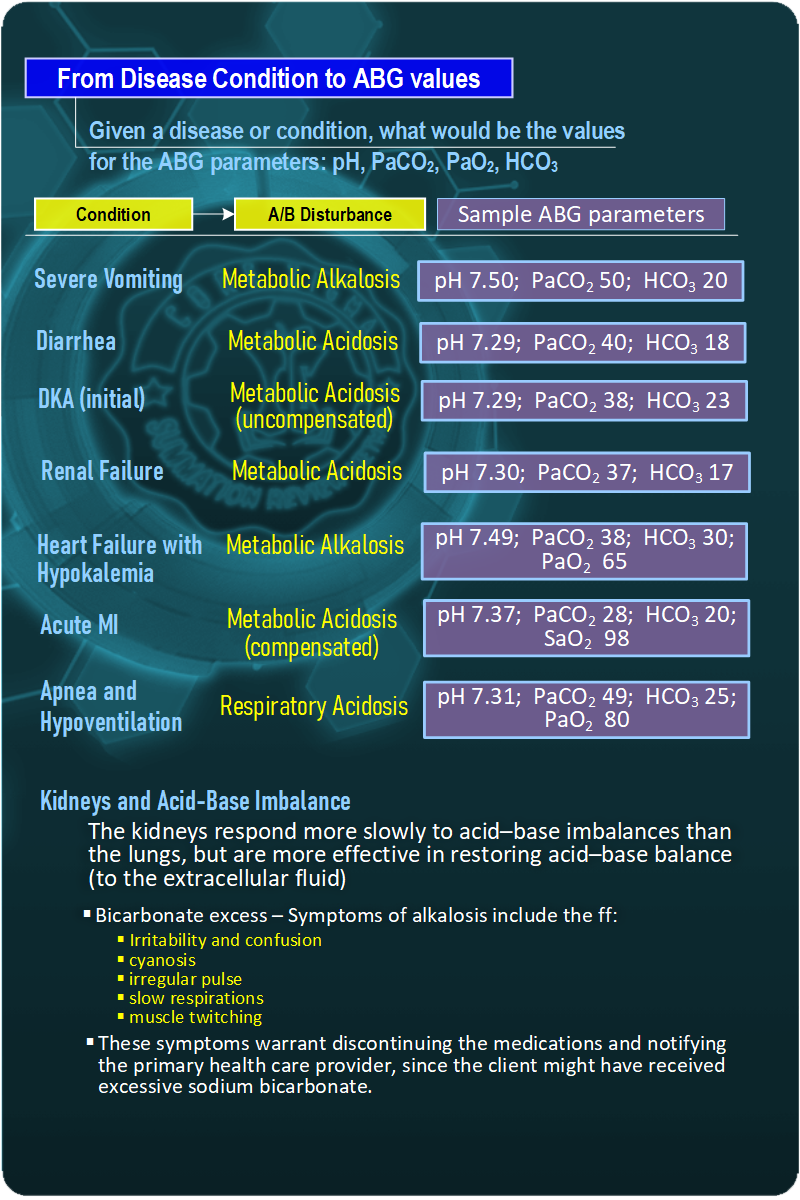 From Disease Condition to ABG values
Given a disease or condition, what would be the values
for the ABG parameters: pH, PaCO₂, PaO₂, HCO₃
Condition A/B Disturbance Sample ABG parameters
Severe Vomiting Metabolic Alkalosis pH 7.50; PaCO₂ 50; HCO₃ 20
Diarrhea Metabolic Acidosis pH 7.29; PaCO₂ 40; HCO₃ 18
DKA (initial) Metabolic Acidosis pH 7.29; PaCO₂ 38; HCO₃ 23
(uncompensated)
Renal Failure Metabolic Acidosis pH 7.30; PaCO₂ 37; HCO₃ 17
Heart Failure with Metabolic Alkalosis pH 7.49; PaCO₂ 38; HCO₃ 30;
Hypokalemia PaO₂ 65
Acute MI Metabolic Acidosis pH 7.37; PaCO₂ 28; HCO₃ 20;
(compensated) SaO₂ 98
Apnea and Respiratory Acidosis pH 7.31; PaCO₂ 49; HCO₃ 25;
Hypoventilation PaO₂ 80
COPYRIGHT
SUMMATION REVIEW
Kidneys and Acid-Base Imbalance
The kidneys respond more slowly to acid–base imbalances than
the lungs, but are more effective in restoring acid–base balance
(to the extracellular fluid)
▪ Bicarbonate excess – Symptoms of alkalosis include the ff:
▪ Irritability and confusion
▪ cyanosis
▪ irregular pulse
▪ slow respirations
▪ muscle twitching
▪ These symptoms warrant discontinuing the medications and notifying
the primary health care provider, since the client might have received
excessive sodium bicarbonate.